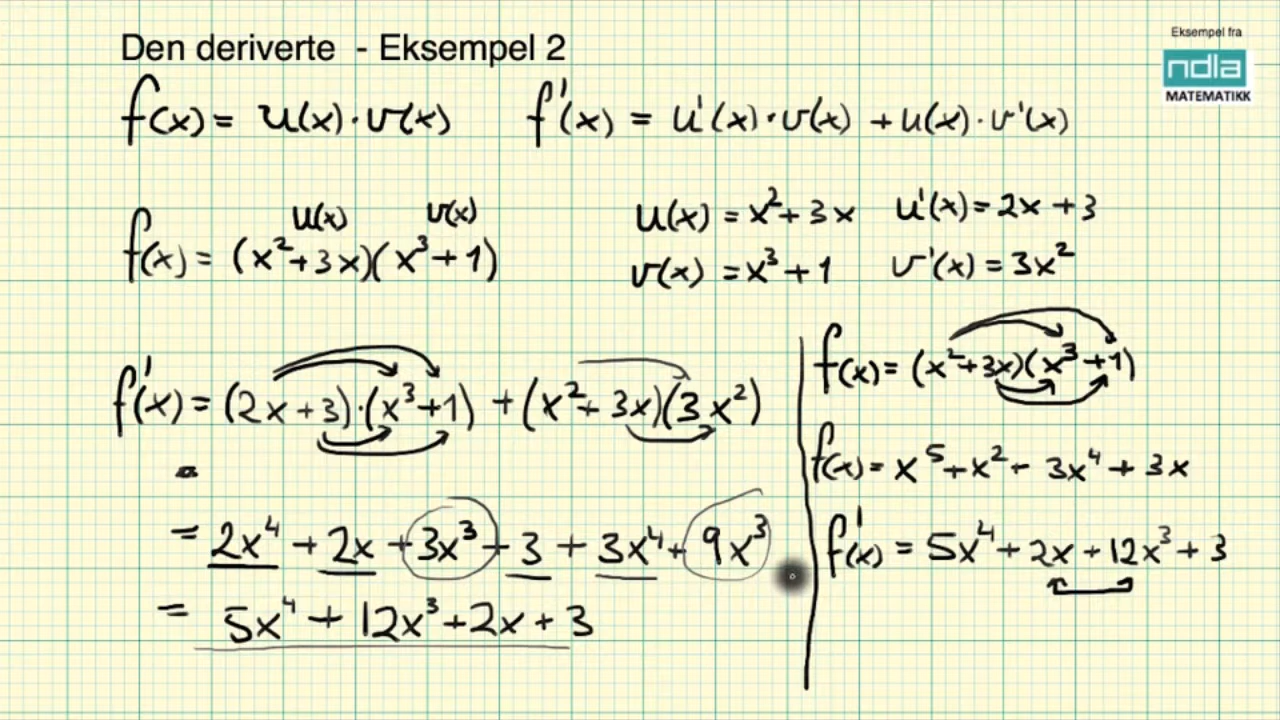 Den deriverte - Eksempel 2
Eksempel fra
ndla
MATEMATIKK
f(x) = u(x)·v(x)    f'(x) = u'(x)·v(x) + u(x)·v'(x)
u(x)    v(x)
f(x) = (x²+3x)(x³+1)
u(x) = x²+3x    u'(x) = 2x+3
v(x) = x³+1    v'(x) = 3x²
f'(x) = (2x+3)·(x³+1) + (x²+3x)(3x²)
=
= 2x⁴ + 2x + 3x³ + 3 + 3x⁴ + 9x³
= 5x⁴ + 12x³ + 2x + 3
f(x) = (x²+3x)(x³+1)
f(x) = x⁵ + x² + 3x⁴ + 3x
f'(x) = 5x⁴ + 2x + 12x³ + 3